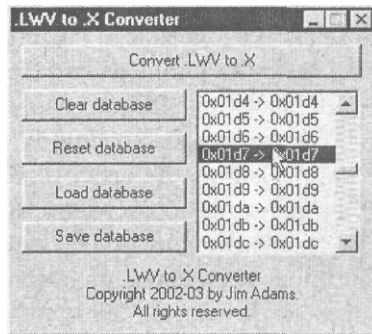 .LWV to .X Converter
Convert .LWV to .X
Clear database
Reset database
Load database
Save database
0x01d4 -> 0x01d4
0x01d5 -> 0x01d5
0x01d6 -> 0x01d6
0x01d7 -> 0x01d7
0x01d8 -> 0x01d8
0x01d9 -> 0x01d9
0x01da -> 0x01da
0x01db -> 0x01db
0x01dc -> 0x01dc
.LWV to .X Converter
Copyright 2002-03 by Jim Adams.
All rights reserved.